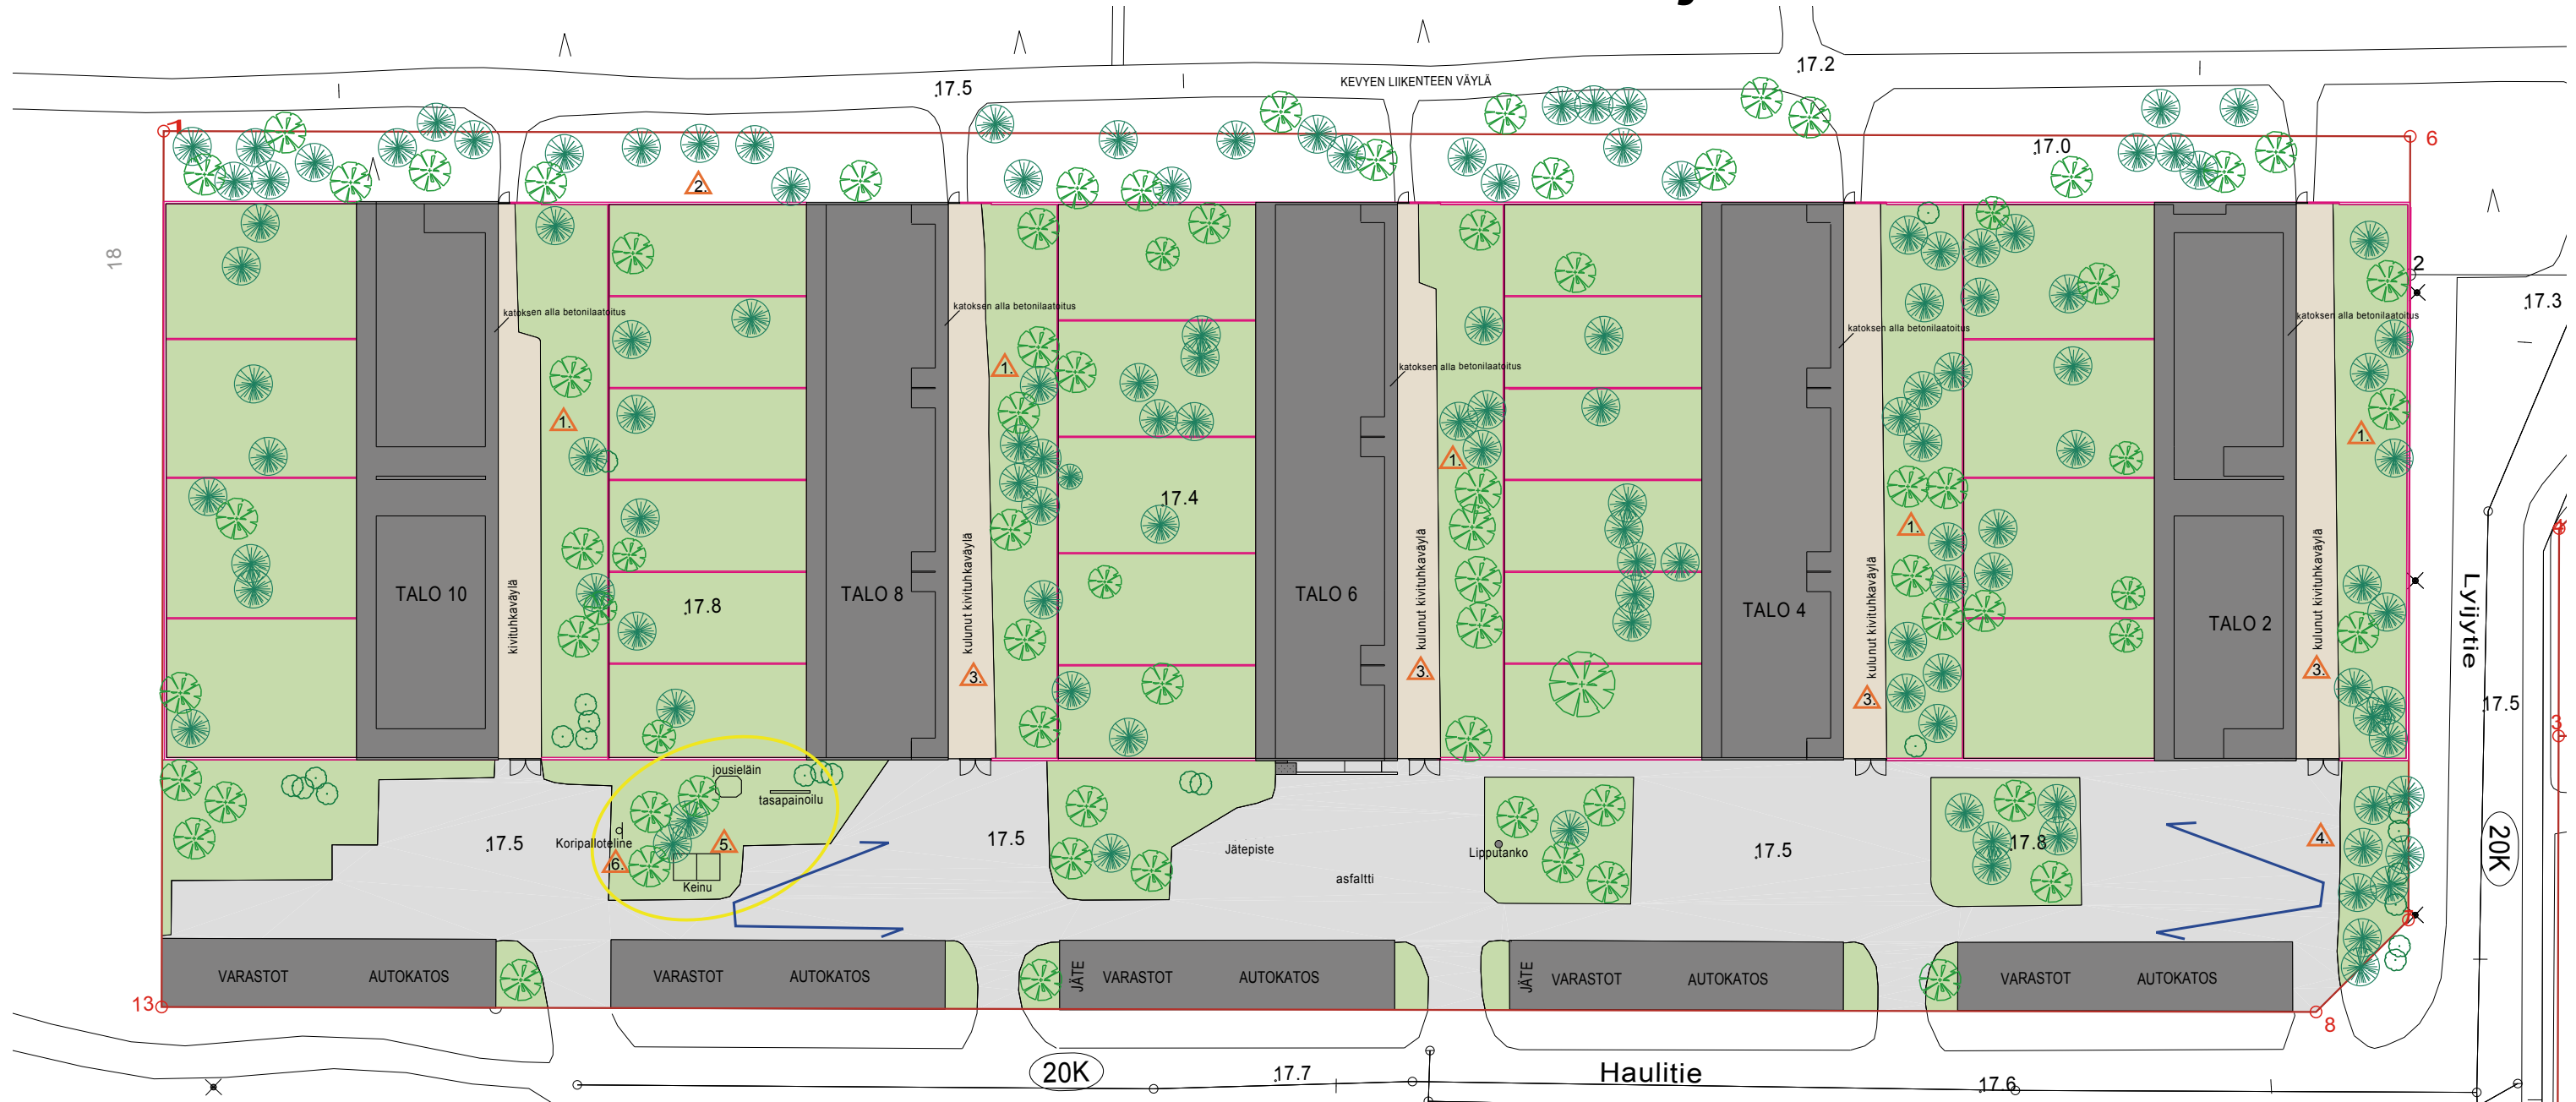 17.2
KEVYEN LIIKENTEEN VÄYLÄ
17.5
1
6
17.0
2.
18
2
17.3
katoksen alla betonilaatoitus
katoksen alla betonilaatoitus
katoksen alla betonilaatoitus
katoksen alla betonilaatoitus
katoksen alla betonilaatoitus
1.
1.
1.
1.
1.
17.4
TALO 10
kivituhkaväylä
17.8
TALO 8
kulunut kivituhkaväylä
TALO 6
kulunut kivituhkaväylä
TALO 4
kulunut kivituhkaväylä
TALO 2
kulunut kivituhkaväylä
Lyijytie
3.
3.
3.
3.
17.5
3
jousieläin
tasapainoilu
Koripalloteline
17.5
6.
5.
Keinu
17.5
Jätepiste
asfaltti
Lipputanko
17.5
17.8
4.
20K
7
VARASTOT AUTOKATOS
VARASTOT AUTOKATOS
JÄTE VARASTOT AUTOKATOS
JÄTE VARASTOT AUTOKATOS
VARASTOT AUTOKATOS
13
8
20K
17.7
Haulitie
17.6